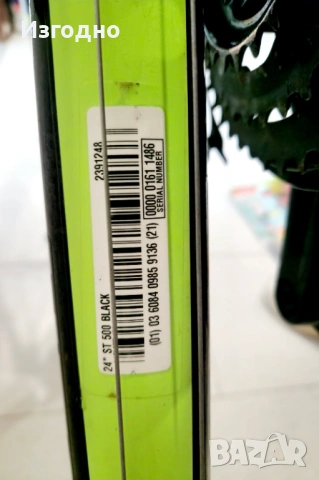 Изгодно
2391248
24" ST 500 BLACK
0000 0161 1486
SERIAL NUMBER
(01) 03 6084 0985 9136 (21)
BAZAR